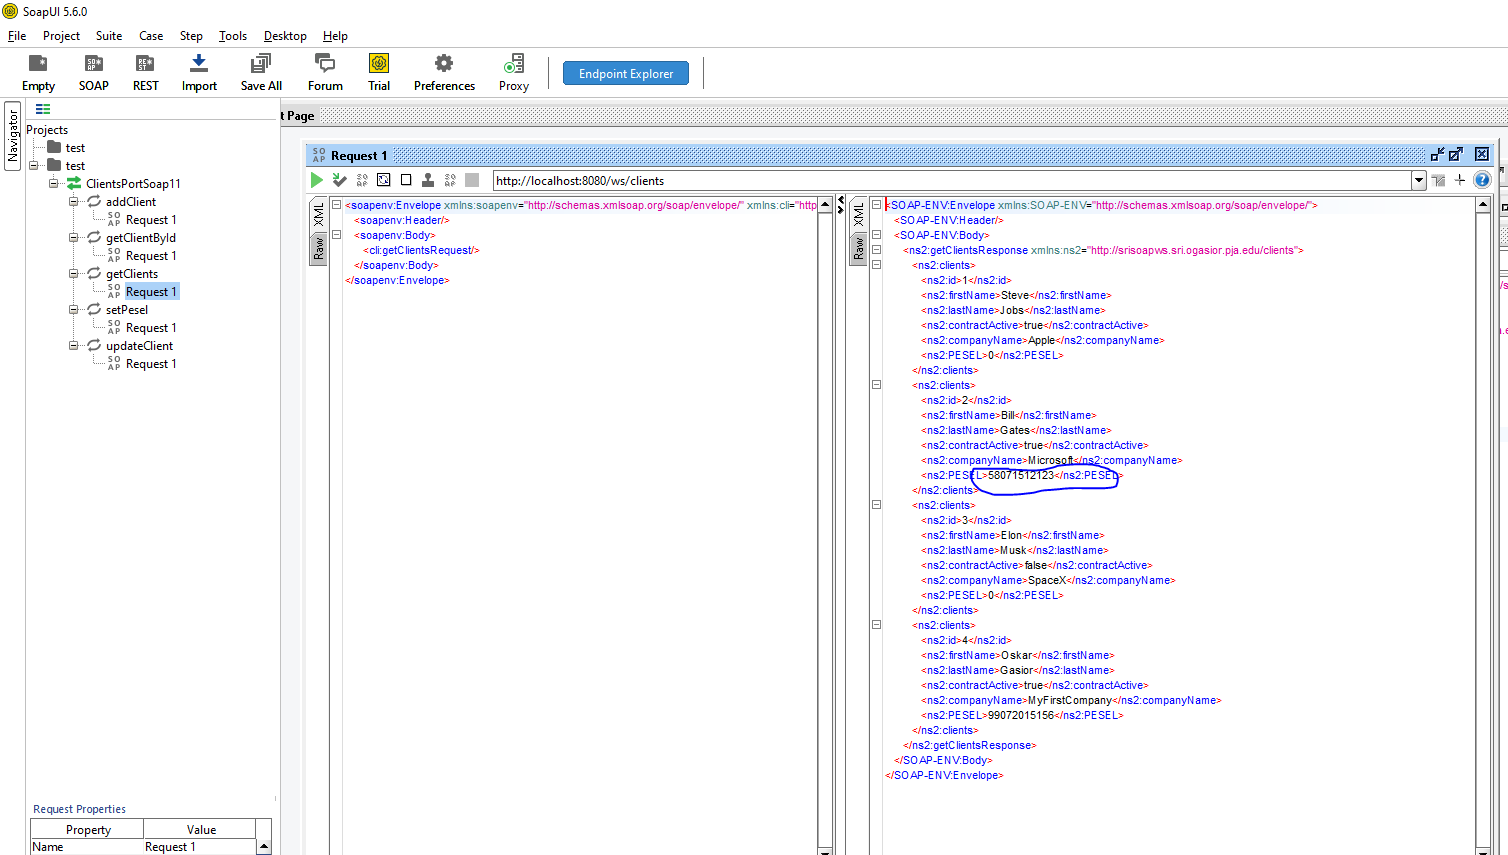 SoapUI 5.6.0
File Project Suite Case Step Tools Desktop Help
Empty SOAP REST Import Save All Forum Trial Preferences Proxy Endpoint Explorer
Navigator
Projects
test
test
ClientsPortSoap11
addClient
SOAP Request 1
getClientById
SOAP Request 1
getClients
SOAP Request 1
setPesel
SOAP Request 1
updateClient
SOAP Request 1
Request Properties
Property Value
Name Request 1
t Page
SOAP Request 1
http://localhost:8080/ws/clients
XML
Raw
<soapenv:Envelope xmlns:soapenv="http://schemas.xmlsoap.org/soap/envelope/" xmlns:cli="http
<soapenv:Header/>
<soapenv:Body>
<cli:getClientsRequest/>
</soapenv:Body>
</soapenv:Envelope>
XML
Raw
<SOAP-ENV:Envelope xmlns:SOAP-ENV="http://schemas.xmlsoap.org/soap/envelope/">
<SOAP-ENV:Header/>
<SOAP-ENV:Body>
<ns2:getClientsResponse xmlns:ns2="http://srisoapws.sri.ogasior.pja.edu/clients">
<ns2:clients>
<ns2:id>1</ns2:id>
<ns2:firstName>Steve</ns2:firstName>
<ns2:lastName>Jobs</ns2:lastName>
<ns2:contractActive>true</ns2:contractActive>
<ns2:companyName>Apple</ns2:companyName>
<ns2:PESEL>0</ns2:PESEL>
</ns2:clients>
<ns2:clients>
<ns2:id>2</ns2:id>
<ns2:firstName>Bill</ns2:firstName>
<ns2:lastName>Gates</ns2:lastName>
<ns2:contractActive>true</ns2:contractActive>
<ns2:companyName>Microsoft</ns2:companyName>
<ns2:PESEL>58071512123</ns2:PESEL>
</ns2:clients>
<ns2:clients>
<ns2:id>3</ns2:id>
<ns2:firstName>Elon</ns2:firstName>
<ns2:lastName>Musk</ns2:lastName>
<ns2:contractActive>false</ns2:contractActive>
<ns2:companyName>SpaceX</ns2:companyName>
<ns2:PESEL>0</ns2:PESEL>
</ns2:clients>
<ns2:clients>
<ns2:id>4</ns2:id>
<ns2:firstName>Oskar</ns2:firstName>
<ns2:lastName>Gasior</ns2:lastName>
<ns2:contractActive>true</ns2:contractActive>
<ns2:companyName>MyFirstCompany</ns2:companyName>
<ns2:PESEL>99072015156</ns2:PESEL>
</ns2:clients>
</ns2:getClientsResponse>
</SOAP-ENV:Body>
</SOAP-ENV:Envelope>